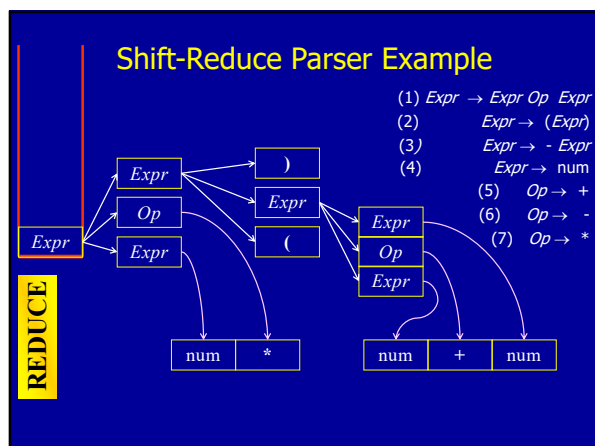 Shift-Reduce Parser Example
(1) Expr → Expr Op Expr
(2) Expr → (Expr)
(3) Expr → - Expr
(4) Expr → num
(5) Op → +
(6) Op → -
(7) Op → *
Expr
)
Op
Expr
Expr
Expr
(
Expr
Op
Expr
REDUCE
num * num + num